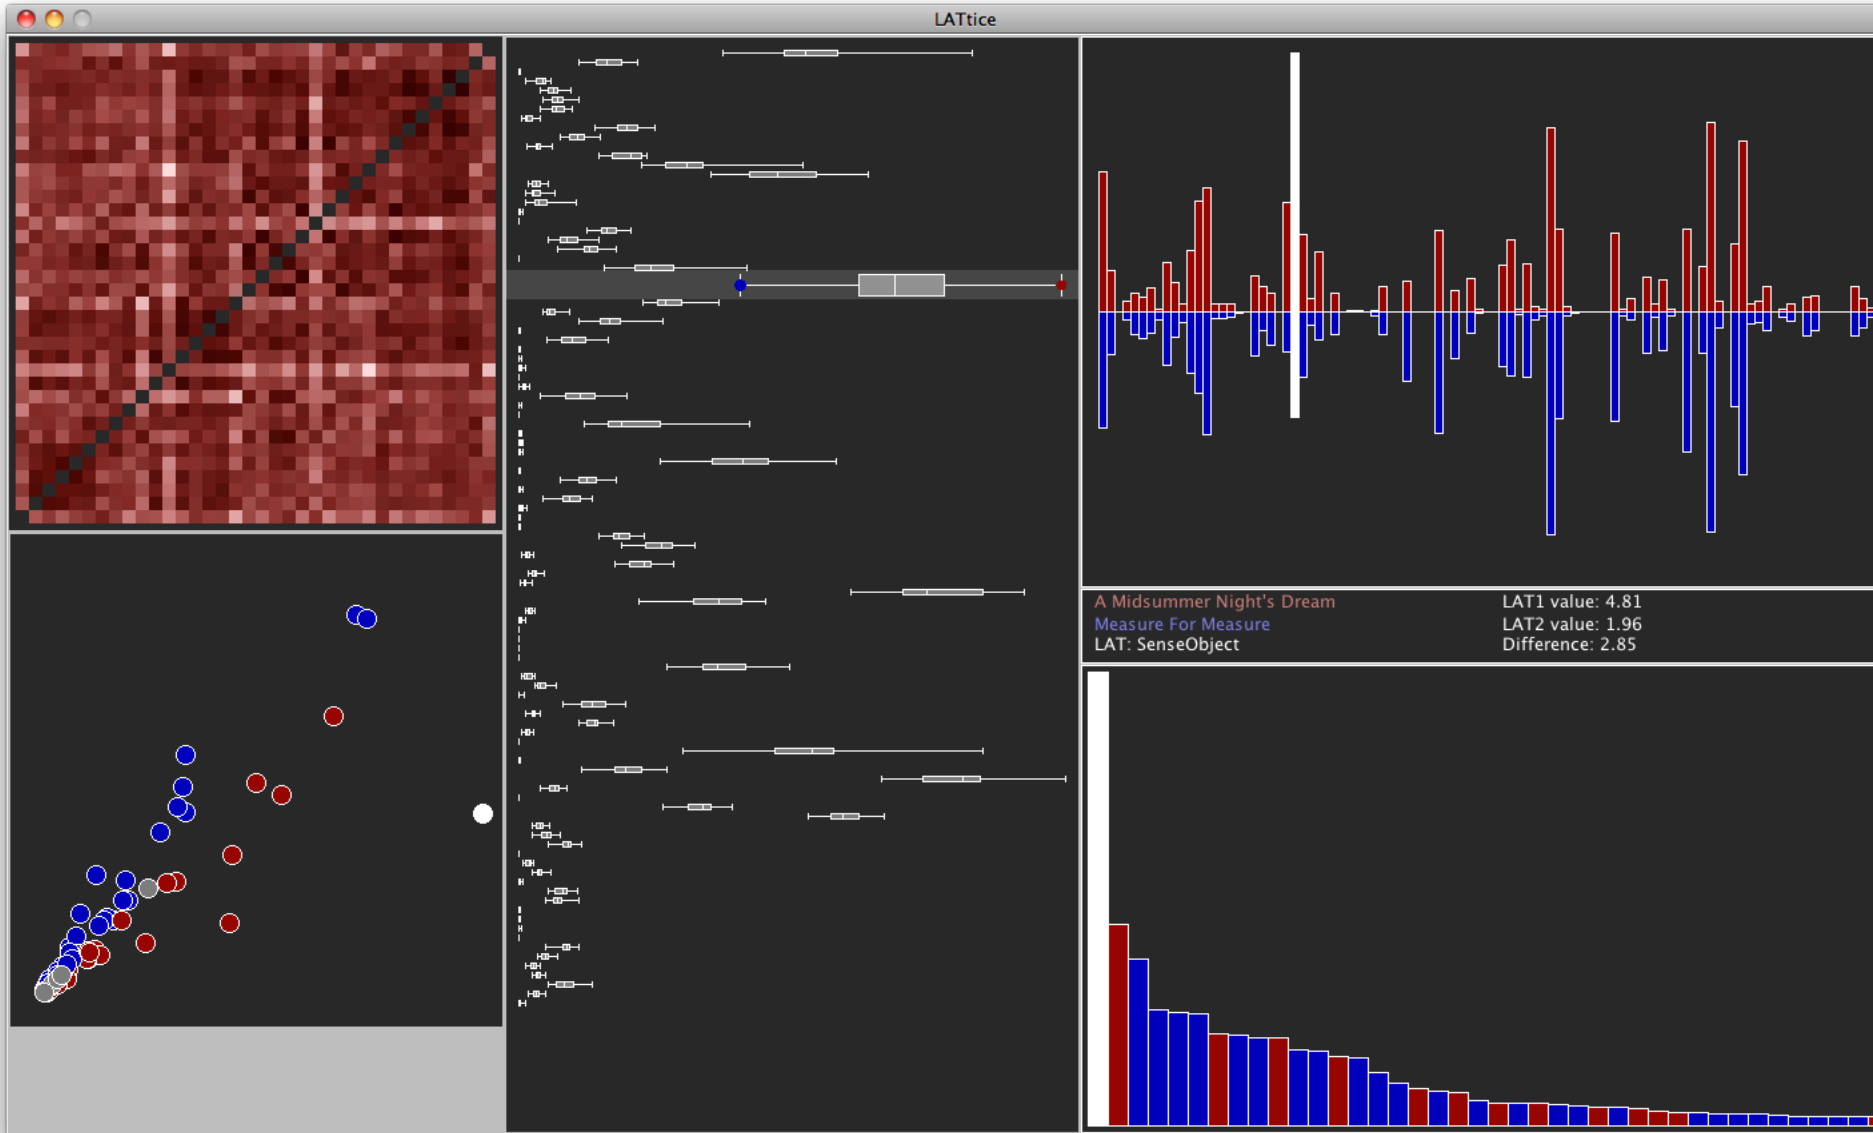 LATtice
A Midsummer Night's Dream
LAT1 value: 4.81
Measure For Measure
LAT2 value: 1.96
LAT: SenseObject
Difference: 2.85